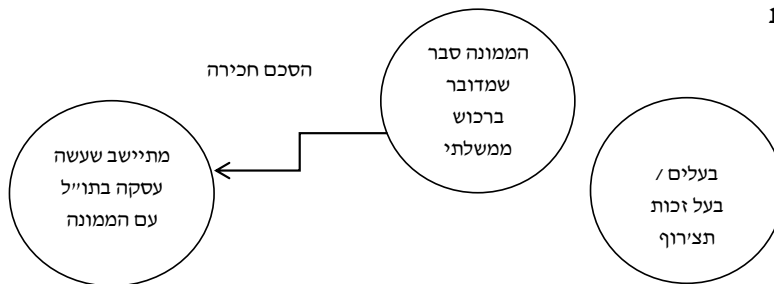 הממונה סבר
שמדובר
ברכוש
ממשלתי
הסכם חכירה
בעלים /
בעל זכות
תצ'רוף
מתיישב שעשה
עסקה בתו״ל
עם הממונה